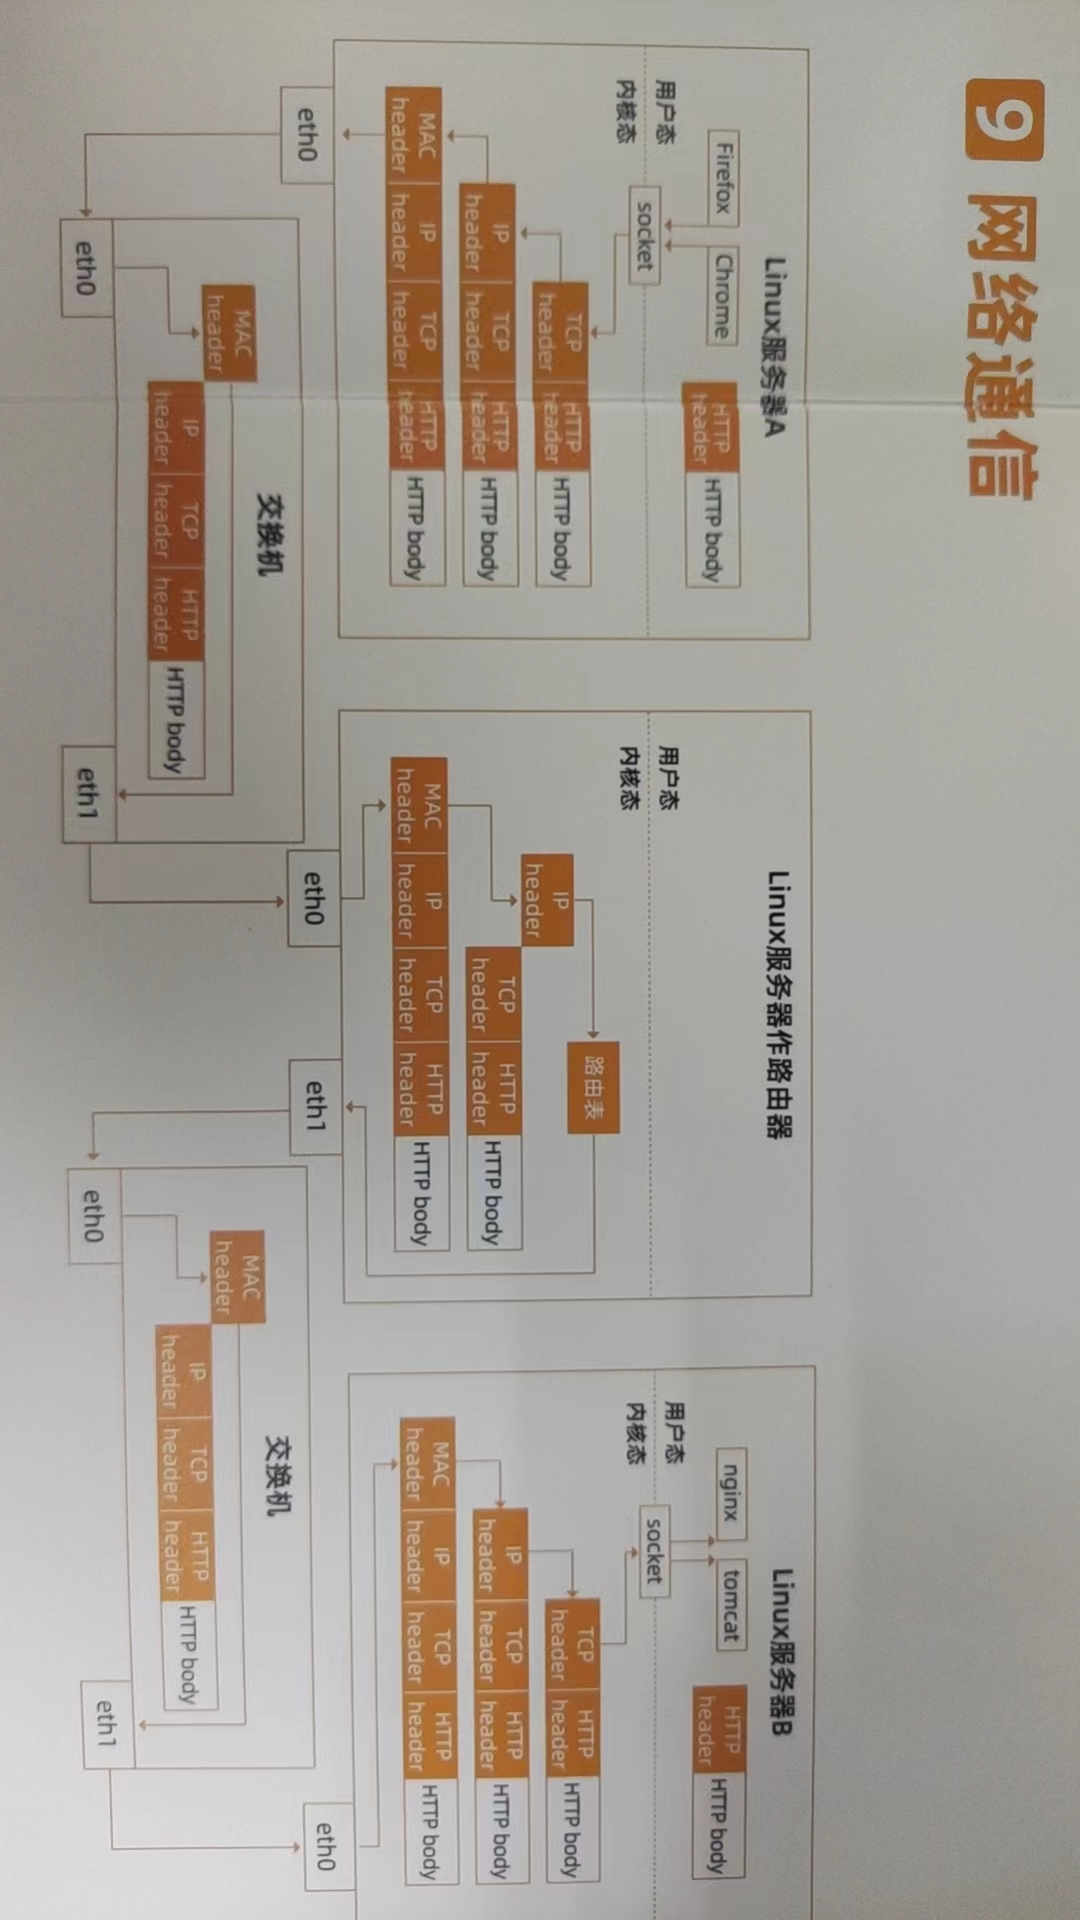 9 网络通信
Linux服务器A
Firefox
Chrome
HTTP header
HTTP body
用户态
内核态
socket
TCP header
HTTP header
HTTP body
IP header
TCP header
HTTP header
HTTP body
MAC header
IP header
TCP header
HTTP header
HTTP body
eth0
交换机
MAC header
IP header
TCP header
HTTP header
HTTP body
eth0
eth1
Linux服务器作路由器
用户态
内核态
路由表
IP header
TCP header
HTTP header
HTTP body
MAC header
IP header
TCP header
HTTP header
HTTP body
eth0
eth1
交换机
MAC header
IP header
TCP header
HTTP header
HTTP body
eth0
eth1
Linux服务器B
nginx
tomcat
HTTP header
HTTP body
用户态
内核态
socket
TCP header
HTTP header
HTTP body
IP header
TCP header
HTTP header
HTTP body
MAC header
IP header
TCP header
HTTP header
HTTP body
eth0